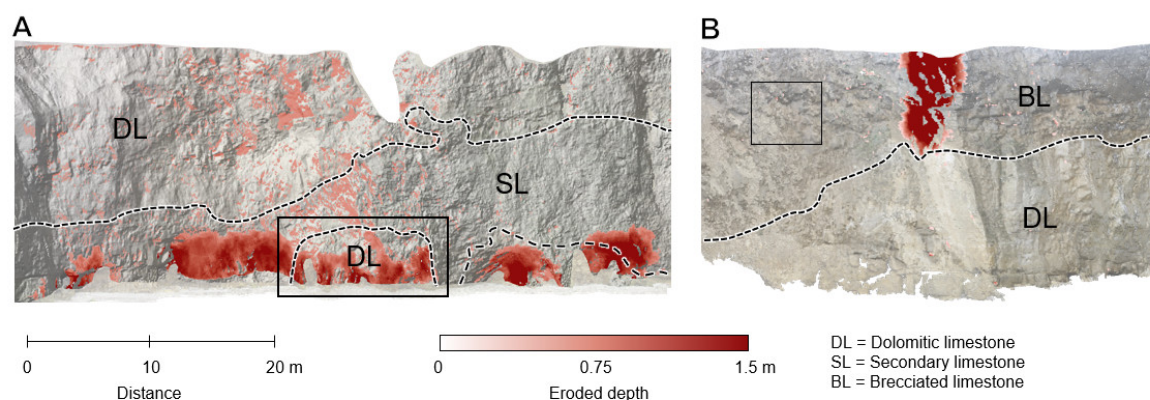 A
B
DL
BL
SL
DL
DL
0
10
20 m
Distance
0
0.75
1.5 m
Eroded depth
DL = Dolomitic limestone
SL = Secondary limestone
BL = Brecciated limestone